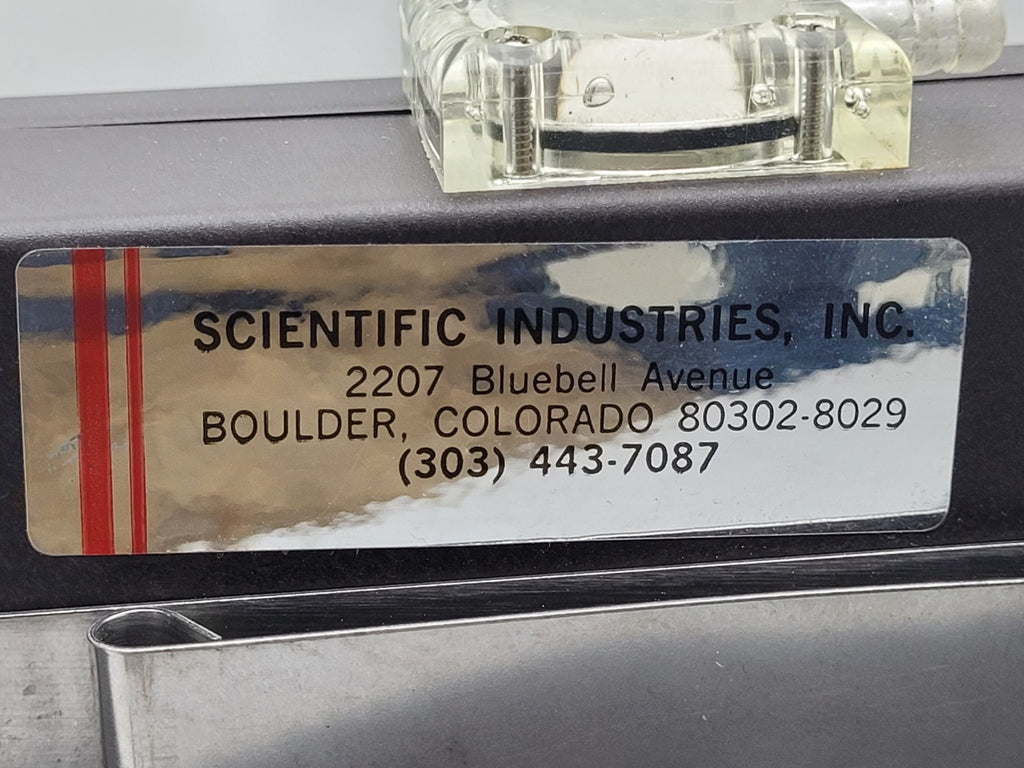 SCIENTIFIC INDUSTRIES, INC.
2207 Bluebell Avenue
BOULDER, COLORADO 80302-8029
(303) 443-7087